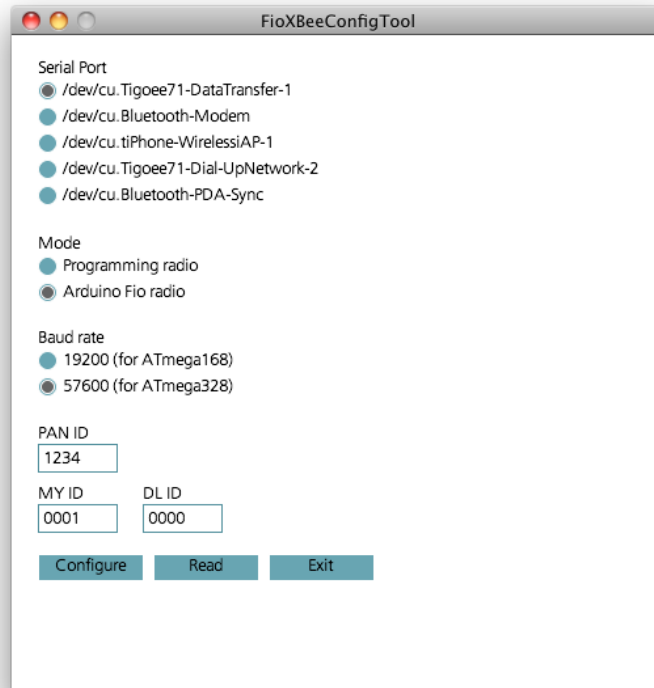 FioXBeeConfigTool
Serial Port
/dev/cu.Tigoee71-DataTransfer-1
/dev/cu.Bluetooth-Modem
/dev/cu.tiPhone-WirelessiAP-1
/dev/cu.Tigoee71-Dial-UpNetwork-2
/dev/cu.Bluetooth-PDA-Sync
Mode
Programming radio
Arduino Fio radio
Baud rate
19200 (for ATmega168)
57600 (for ATmega328)
PAN ID
1234
MY ID DL ID
0001 0000
Configure Read Exit